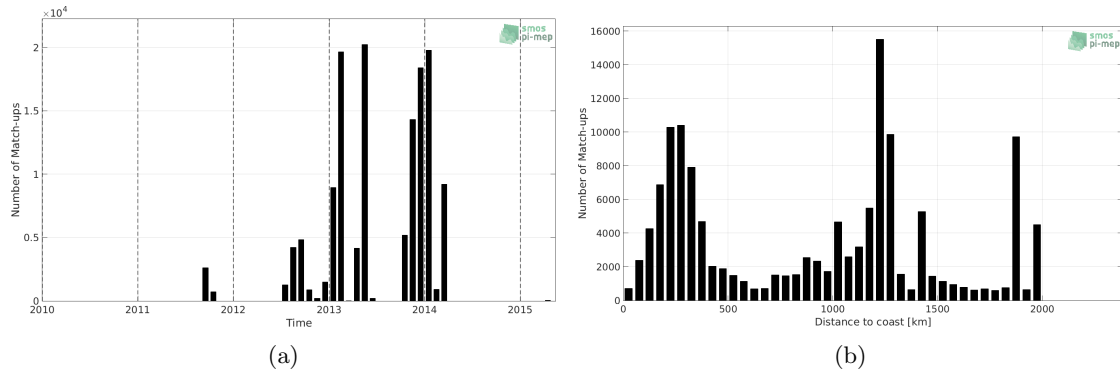 ×10⁴
2
1.5
1
0.5
0
Number of Match-ups
2010 2011 2012 2013 2014 2015
Time
smos
pi-mep
(a)
16000
14000
12000
10000
8000
6000
4000
2000
0
Number of Match-ups
0 500 1000 1500 2000
Distance to coast [km]
smos
pi-mep
(b)